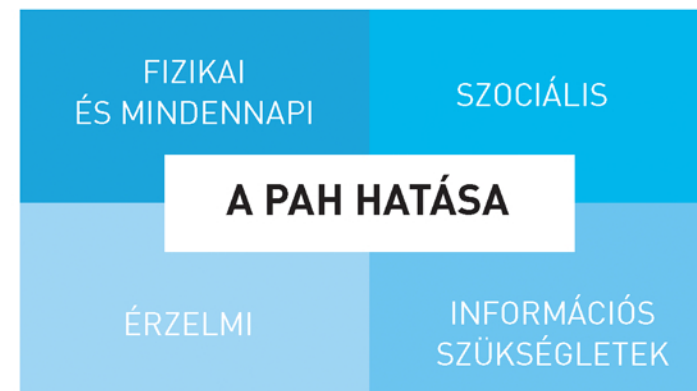 FIZIKAI
ÉS MINDENNAPI
SZOCIÁLIS
A PAH HATÁSA
ÉRZELMI
INFORMÁCIÓS
SZÜKSÉGLETEK